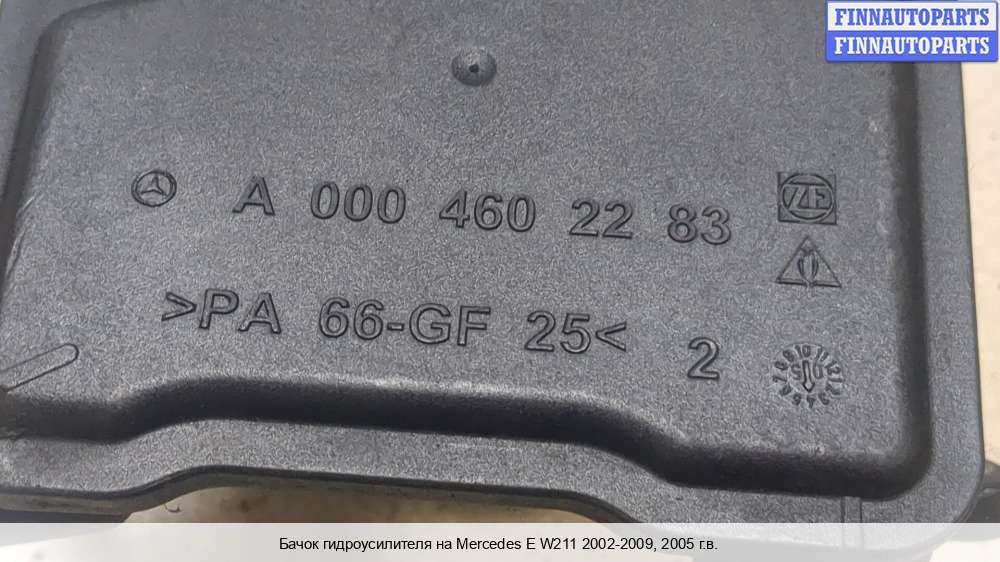 FINNAUTOPARTS
FINNAUTOPARTS
A 000 460 22 83
ZF
>PA 66-GF 25<
2
Бачок гидроусилителя на Mercedes E W211 2002-2009, 2005 г.в.